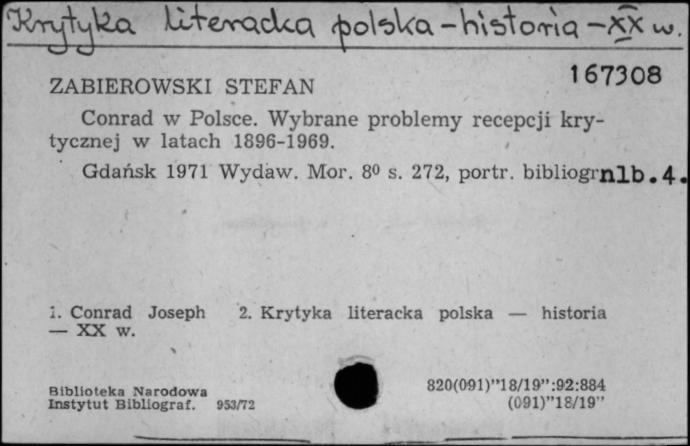 Krytyka literacka polska - historia - XX w.
167308
ZABIEROWSKI STEFAN
Conrad w Polsce. Wybrane problemy recepcji kry-
tycznej w latach 1896-1969.
Gdańsk 1971 Wydaw. Mor. 8⁰ s. 272, portr. bibliogr nlb. 4.
1. Conrad Joseph 2. Krytyka literacka polska — historia
— XX w.
820(091)”18/19”:92:884
(091)”18/19”
Biblioteka Narodowa
Instytut Bibliograf. 953/72